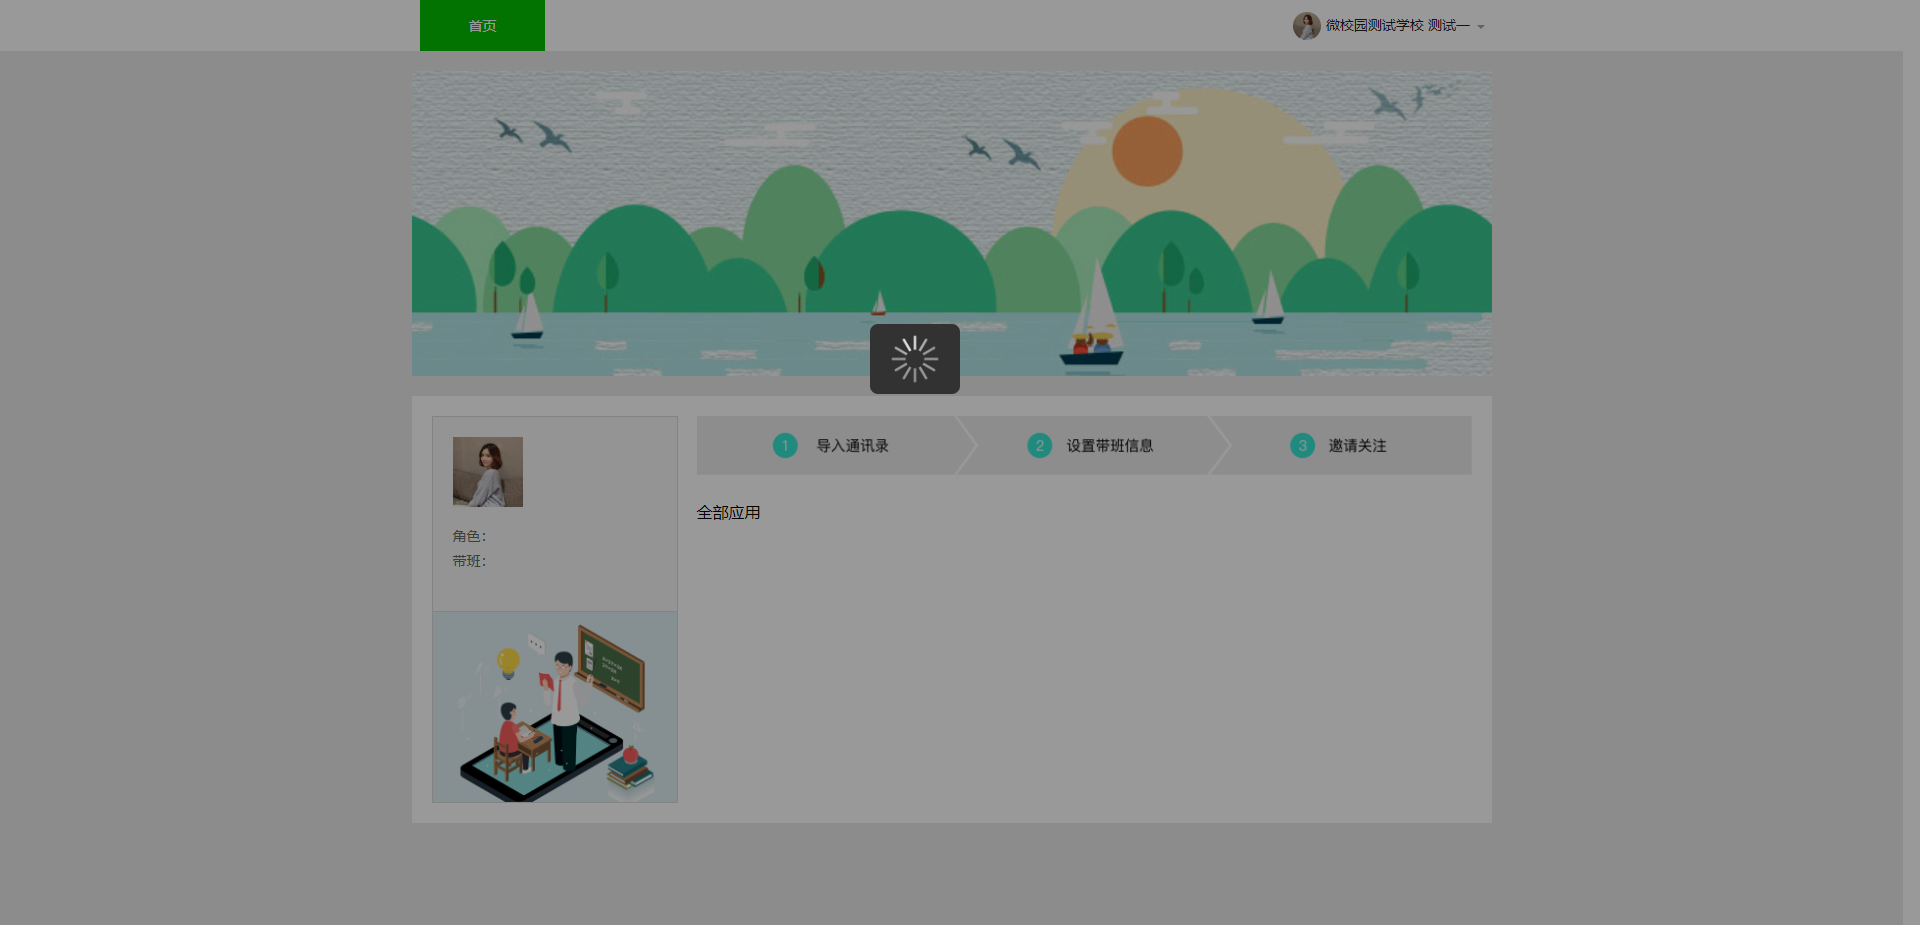 首页
微校园测试学校 测试一
1 导入通讯录
2 设置带班信息
3 邀请关注
全部应用
角色：
带班：